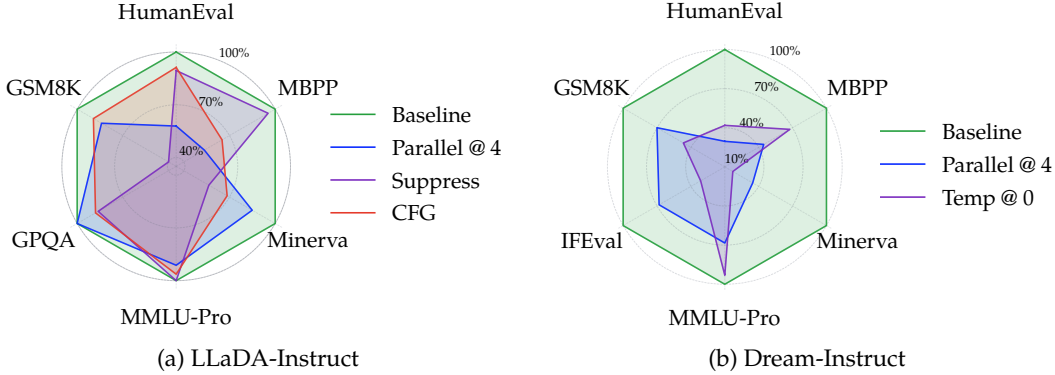 HumanEval
100%
GSM8K
MBPP
70%
40%
GPQA
Minerva
MMLU-Pro
Baseline
Parallel @ 4
Suppress
CFG
(a) LLaDA-Instruct
HumanEval
100%
GSM8K
70%
MBPP
40%
10%
IFEval
Minerva
MMLU-Pro
Baseline
Parallel @ 4
Temp @ 0
(b) Dream-Instruct